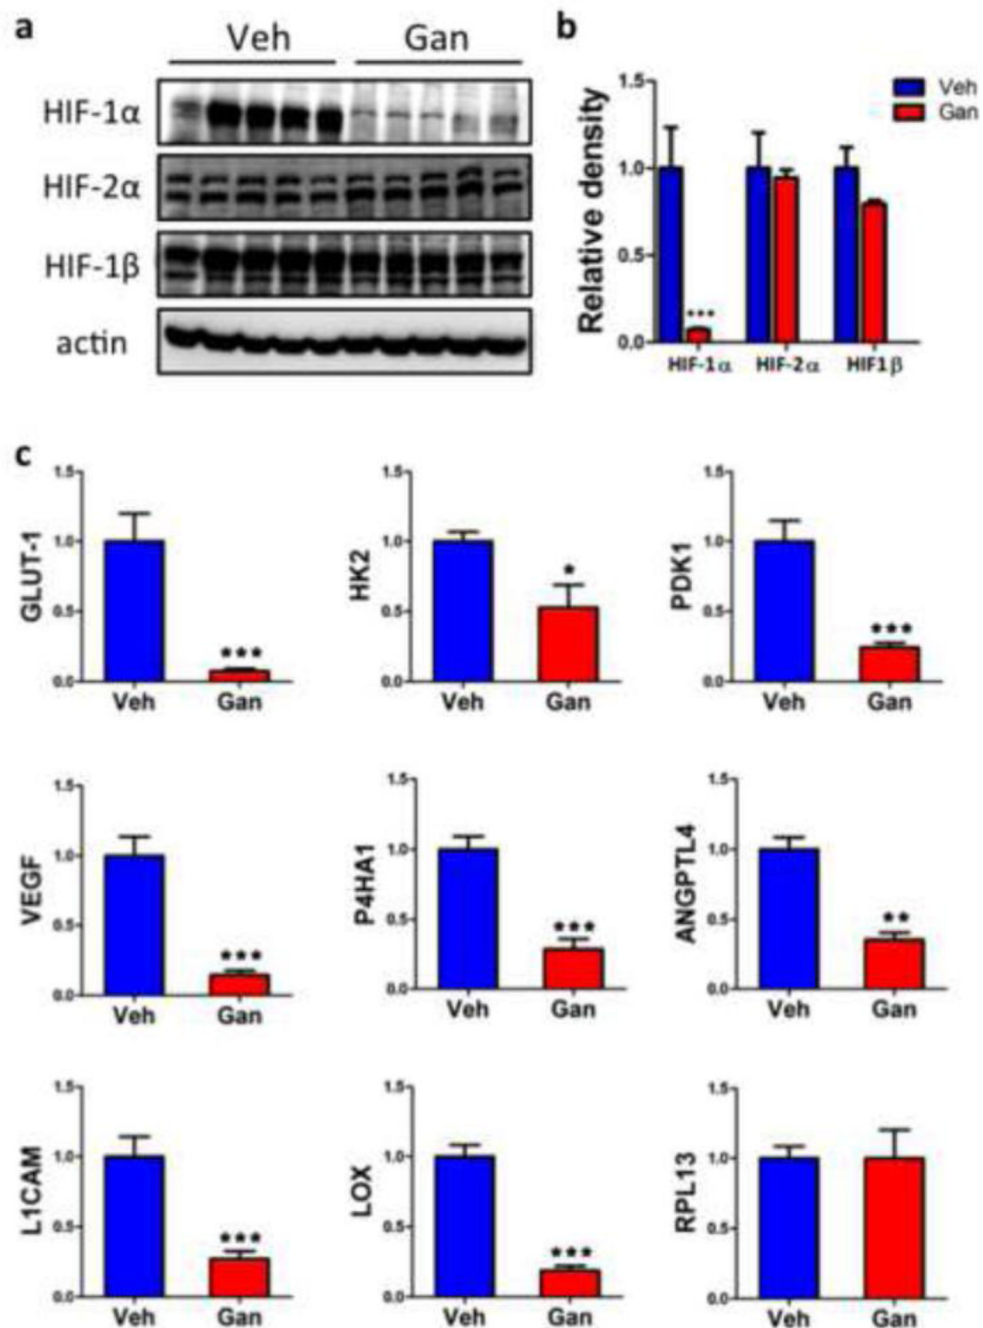 a
Veh Gan
HIF-1α
HIF-2α
HIF-1β
actin
b
Relative density
1.5
1.0
0.5
0.0
***
HIF-1α HIF-2α HIF1β
Veh
Gan
c
GLUT-1
1.5
1.0
0.5
0.0
***
Veh Gan
HK2
1.5
1.0
0.5
0.0
*
Veh Gan
PDK1
1.5
1.0
0.5
0.0
***
Veh Gan
VEGF
1.5
1.0
0.5
0.0
***
Veh Gan
P4HA1
1.5
1.0
0.5
0.0
***
Veh Gan
ANGPTL4
1.5
1.0
0.5
0.0
**
Veh Gan
L1CAM
1.5
1.0
0.5
0.0
***
Veh Gan
LOX
1.5
1.0
0.5
0.0
***
Veh Gan
RPL13
1.5
1.0
0.5
0.0
Veh Gan